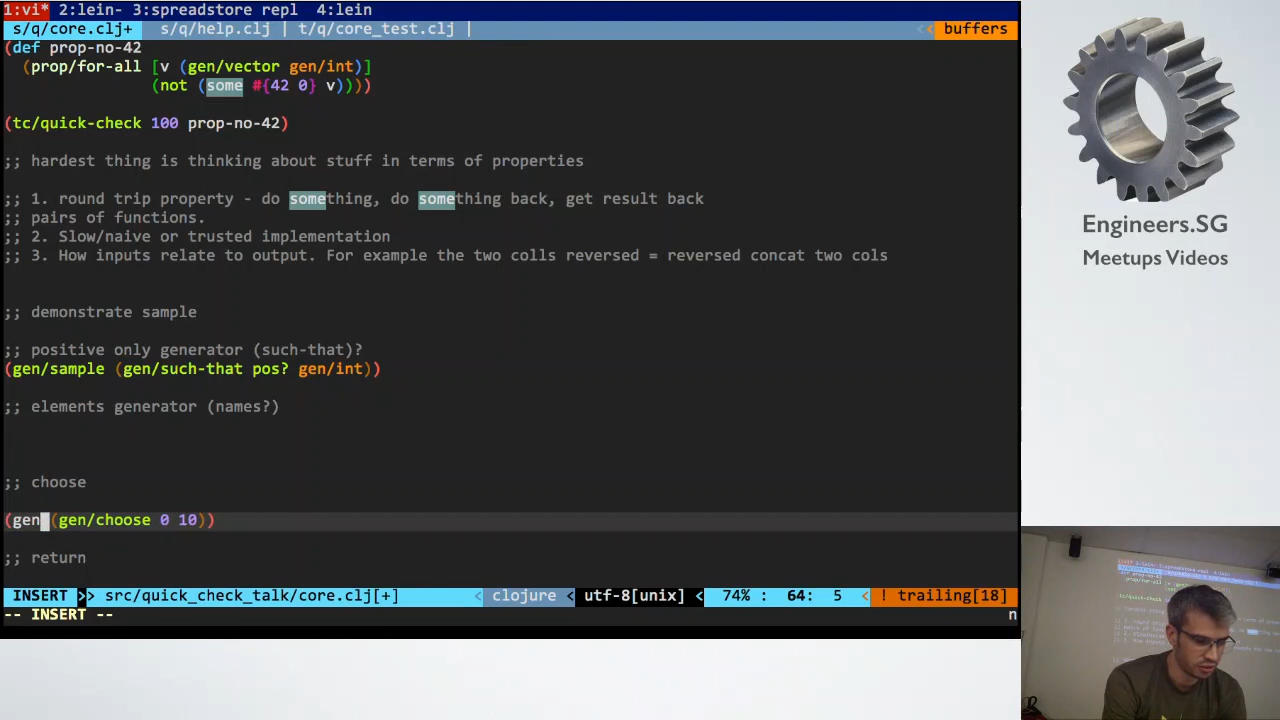 1:vi* 2:lein- 3:spreadstore repl 4:lein
s/q/core.clj+ s/q/help.clj | t/q/core_test.clj | buffers
(def prop-no-42
(prop/for-all [v (gen/vector gen/int)]
(not (some #{42 0} v))))
(tc/quick-check 100 prop-no-42)
;; hardest thing is thinking about stuff in terms of properties
;; 1. round trip property - do something, do something back, get result back
;; pairs of functions.
;; 2. Slow/naive or trusted implementation
;; 3. How inputs relate to output. For example the two colls reversed = reversed concat two cols
;; demonstrate sample
;; positive only generator (such-that)?
(gen/sample (gen/such-that pos? gen/int))
;; elements generator (names?)
;; choose
(gen (gen/choose 0 10))
;; return
INSERT >> src/quick_check_talk/core.clj[+] < clojure < utf-8[unix] < 74% : 64: 5 < ! trailing[18]
-- INSERT -- n
Engineers.SG
Meetups Videos